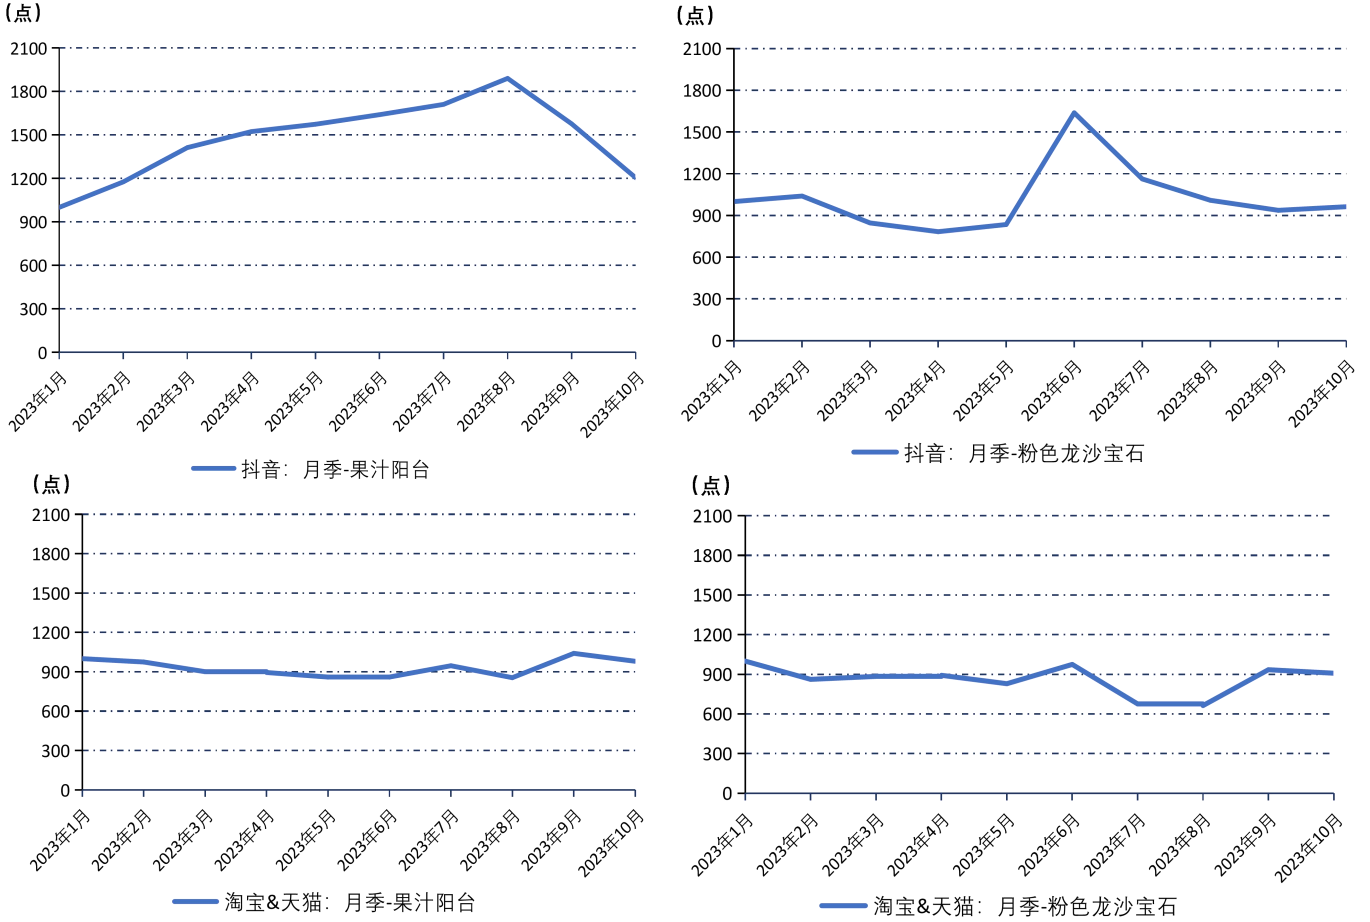 (点)
2100
1800
1500
1200
900
600
300
0
2023年1月
2023年2月
2023年3月
2023年4月
2023年5月
2023年6月
2023年7月
2023年8月
2023年9月
2023年10月
抖音：月季-果汁阳台
(点)
2100
1800
1500
1200
900
600
300
0
2023年1月
2023年2月
2023年3月
2023年4月
2023年5月
2023年6月
2023年7月
2023年8月
2023年9月
2023年10月
抖音：月季-粉色龙沙宝石
(点)
2100
1800
1500
1200
900
600
300
0
2023年1月
2023年2月
2023年3月
2023年4月
2023年5月
2023年6月
2023年7月
2023年8月
2023年9月
2023年10月
淘宝&天猫：月季-果汁阳台
(点)
2100
1800
1500
1200
900
600
300
0
2023年1月
2023年2月
2023年3月
2023年4月
2023年5月
2023年6月
2023年7月
2023年8月
2023年9月
2023年10月
淘宝&天猫：月季-粉色龙沙宝石